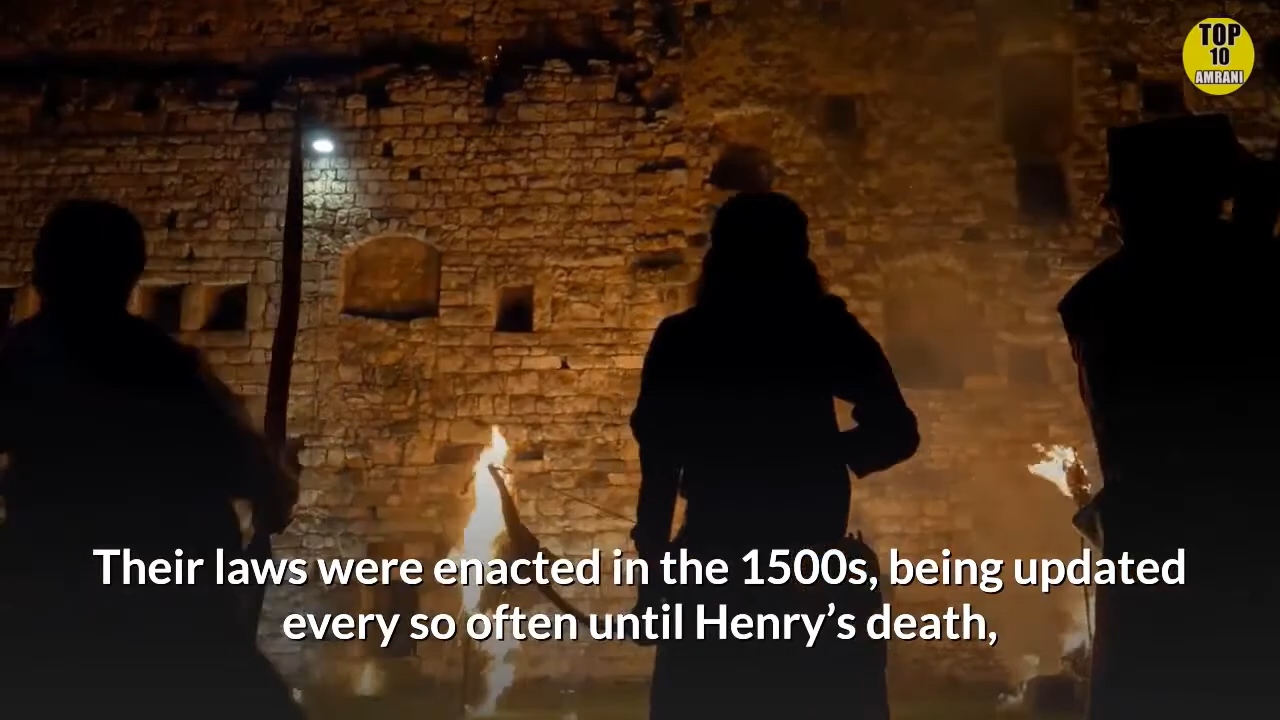 TOP
10
AMRANI
Their laws were enacted in the 1500s, being updated
every so often until Henry’s death,